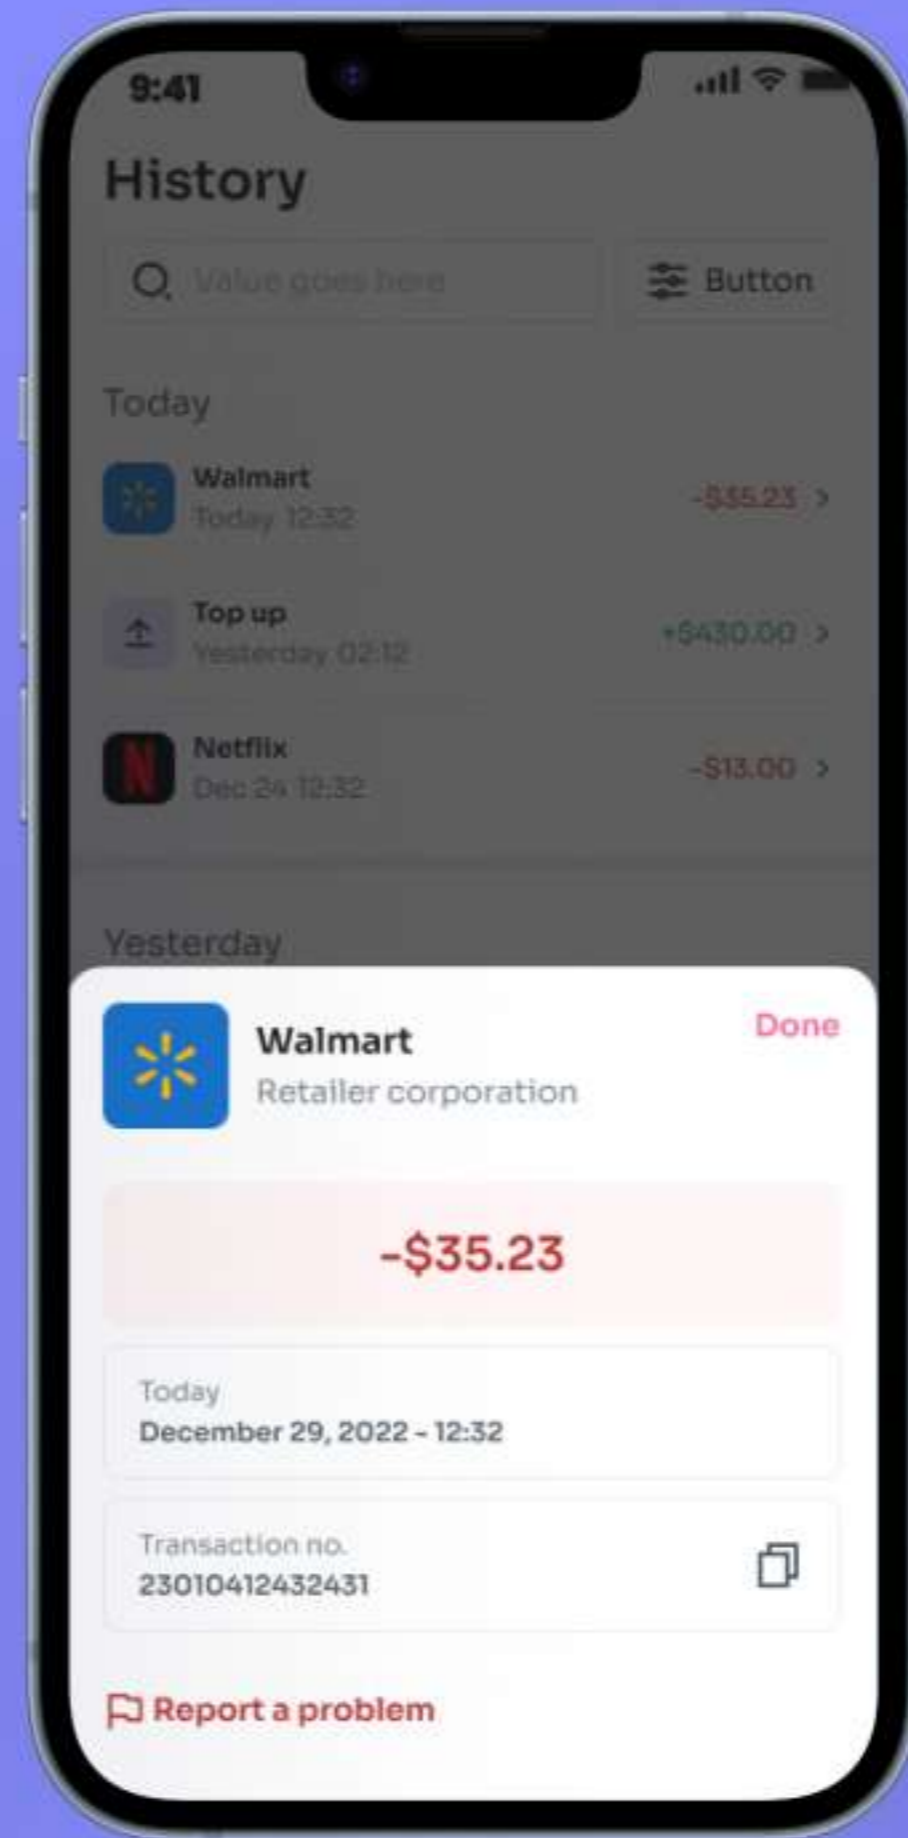 9:41
History
Value goes here
Button
Today
Walmart
Today 12:32
-$35.23
Top up
Yesterday 02:12
+$430.00
Netflix
Dec 24 12:32
-$13.00
Yesterday
Walmart
Done
Retailer corporation
-$35.23
Today
December 29, 2022 - 12:32
Transaction no.
23010412432431
Report a problem